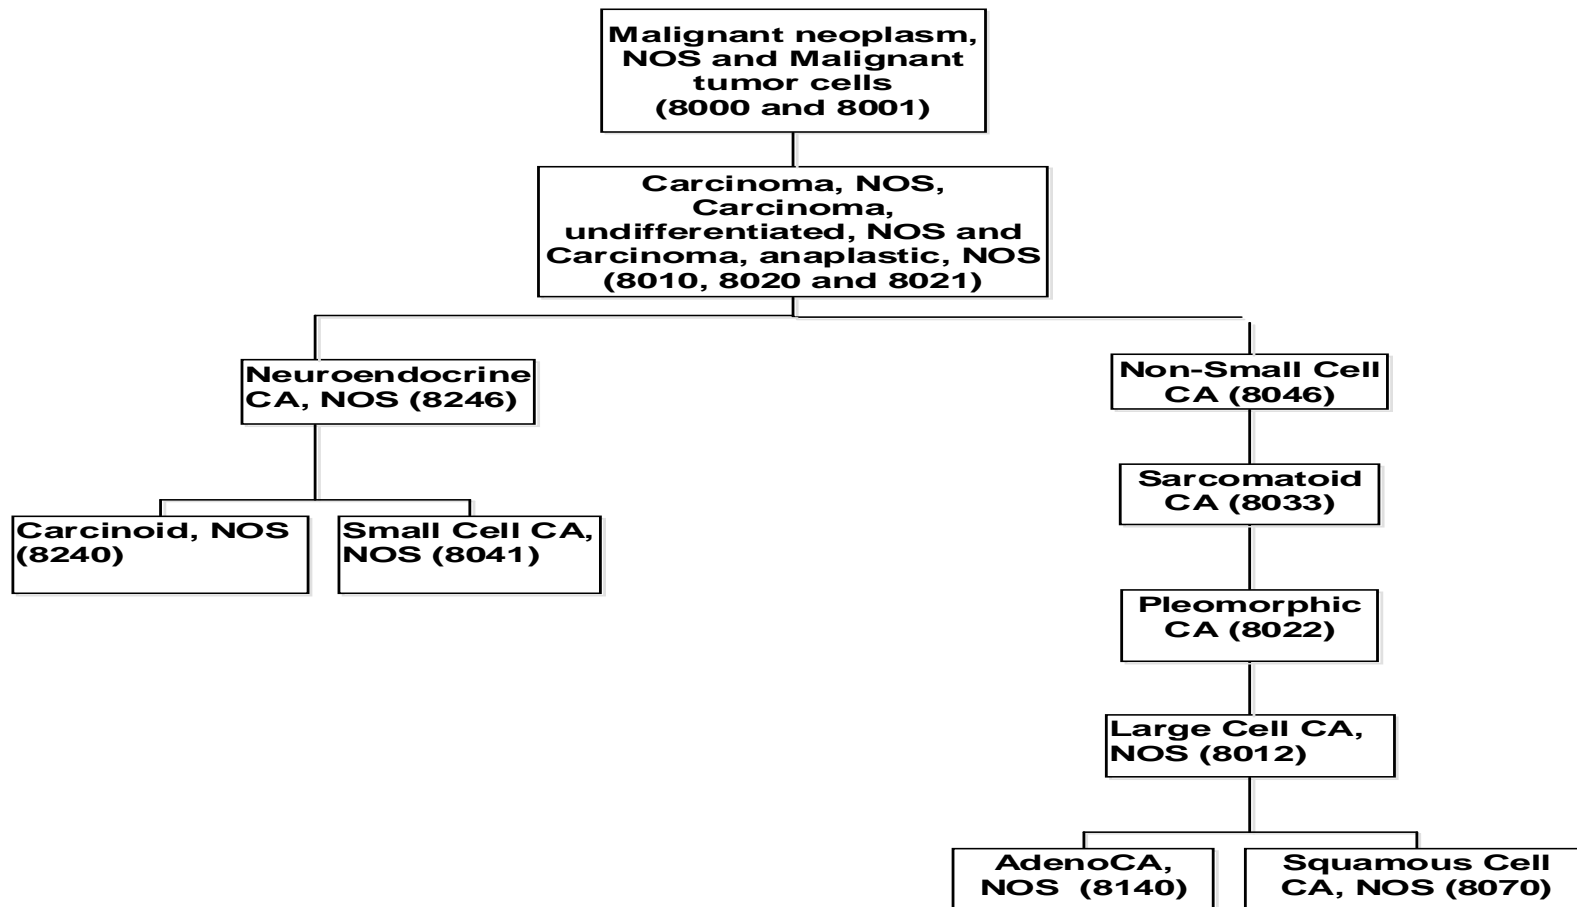 Malignant neoplasm,
NOS and Malignant
tumor cells
(8000 and 8001)
Carcinoma, NOS,
Carcinoma,
undifferentiated, NOS and
Carcinoma, anaplastic, NOS
(8010, 8020 and 8021)
Neuroendocrine
CA, NOS (8246)
Non-Small Cell
CA (8046)
Sarcomatoid
CA (8033)
Carcinoid, NOS
(8240)
Small Cell CA,
NOS (8041)
Pleomorphic
CA (8022)
Large Cell CA,
NOS (8012)
AdenoCA,
NOS (8140)
Squamous Cell
CA, NOS (8070)